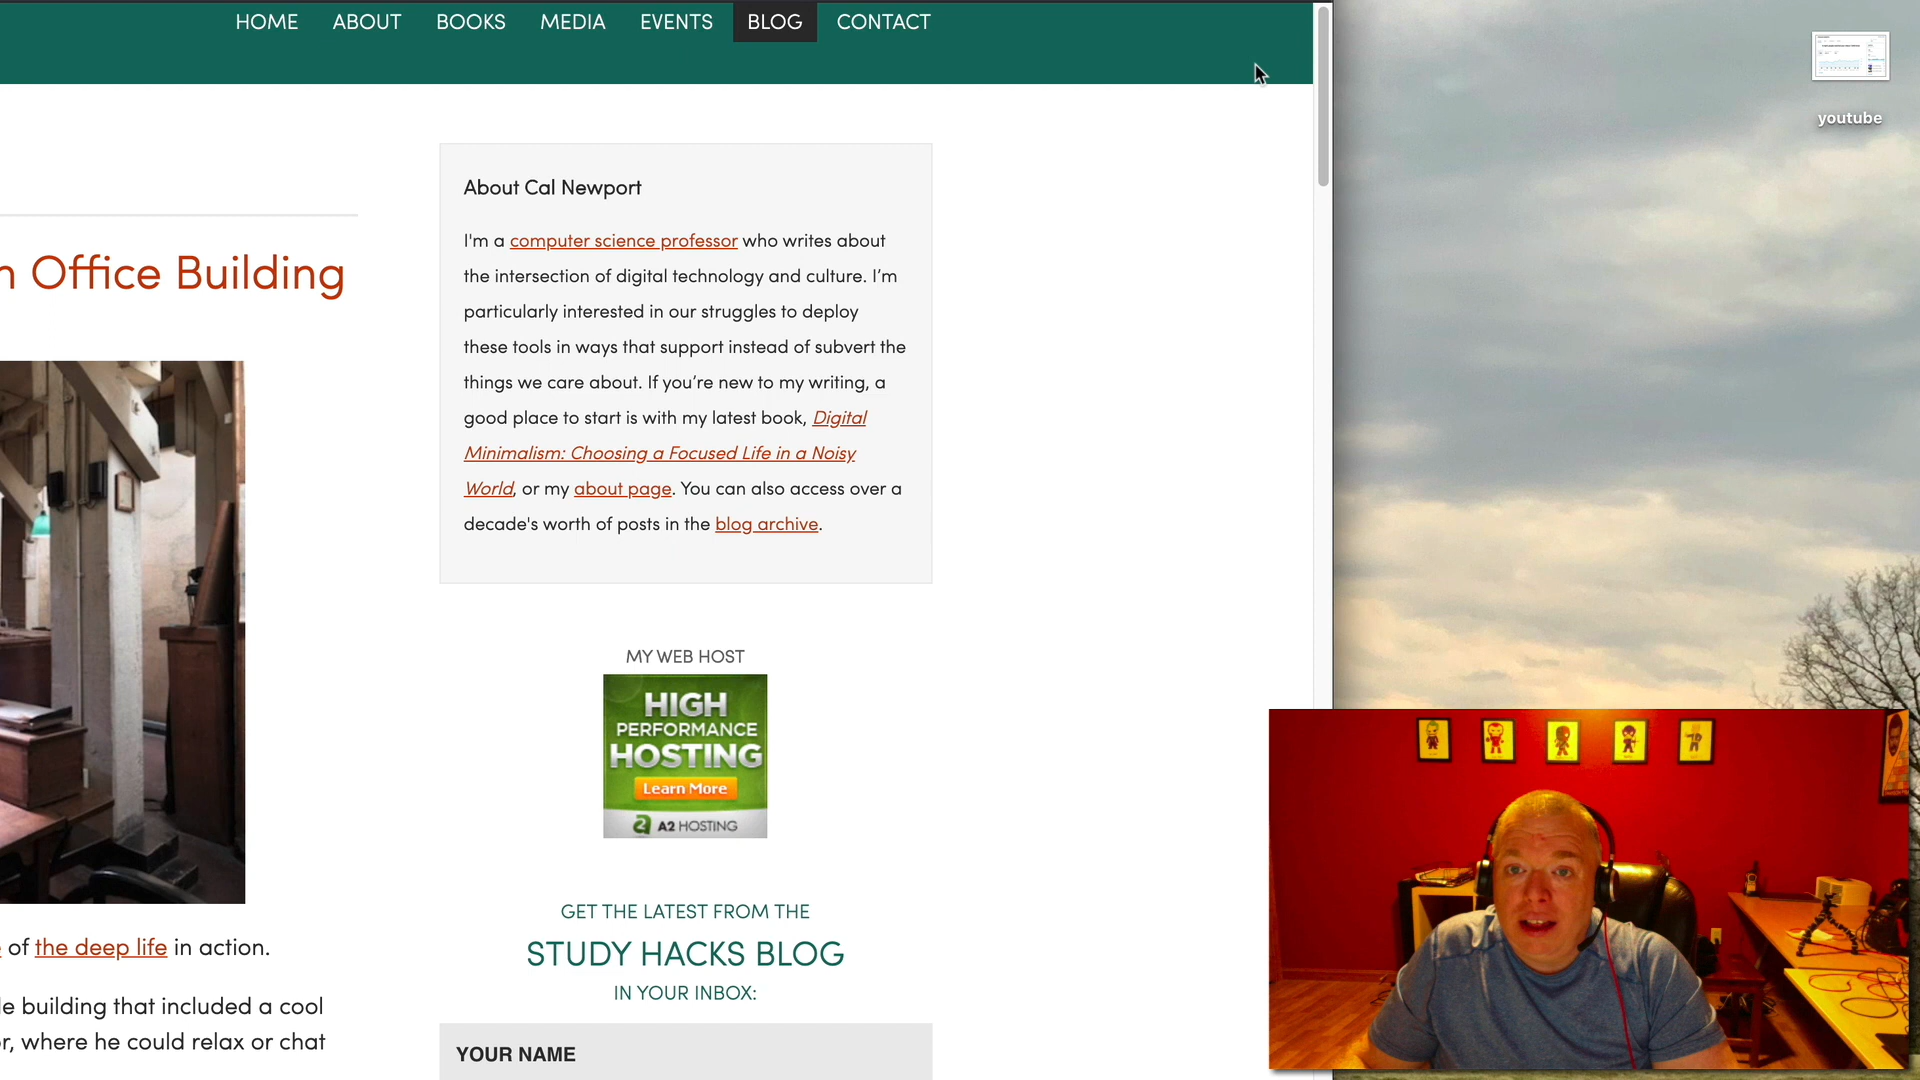 HOME ABOUT BOOKS MEDIA EVENTS BLOG CONTACT
youtube
n Office Building
of the deep life in action.
le building that included a cool
or, where he could relax or chat
About Cal Newport
I'm a computer science professor who writes about
the intersection of digital technology and culture. I’m
particularly interested in our struggles to deploy
these tools in ways that support instead of subvert the
things we care about. If you’re new to my writing, a
good place to start is with my latest book, Digital
Minimalism: Choosing a Focused Life in a Noisy
World, or my about page. You can also access over a
decade's worth of posts in the blog archive.
MY WEB HOST
HIGH
PERFORMANCE
HOSTING
Learn More
A2 HOSTING
GET THE LATEST FROM THE
STUDY HACKS BLOG
IN YOUR INBOX:
YOUR NAME